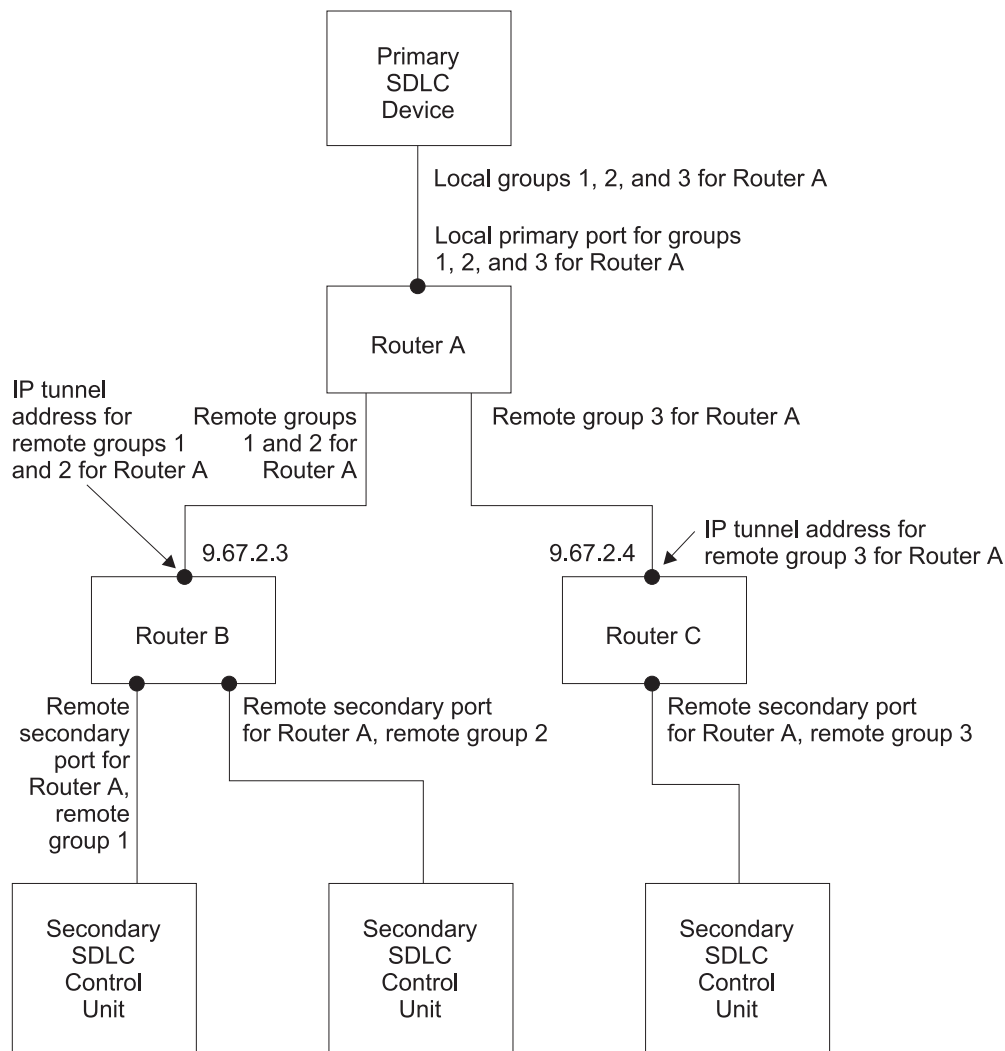 Primary
SDLC
Device
Local groups 1, 2, and 3 for Router A
Local primary port for groups
1, 2, and 3 for Router A
Router A
IP tunnel
address for
remote groups 1
and 2 for Router A
Remote groups
1 and 2 for
Router A
Remote group 3 for Router A
9.67.2.3
9.67.2.4
IP tunnel address for
remote group 3 for Router A
Router B
Router C
Remote
secondary
port for
Router A,
remote
group 1
Remote secondary port
for Router A, remote group 2
Remote secondary port
for Router A, remote group 3
Secondary
SDLC
Control
Unit
Secondary
SDLC
Control
Unit
Secondary
SDLC
Control
Unit